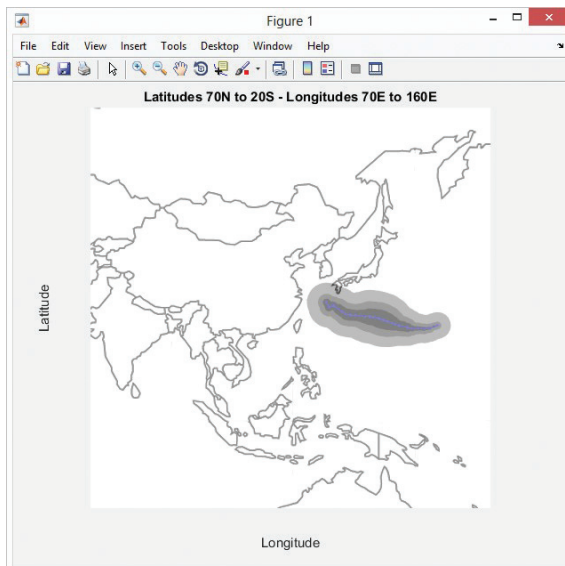 Figure 1
File Edit View Insert Tools Desktop Window Help
Latitudes 70N to 20S - Longitudes 70E to 160E
Latitude
Longitude